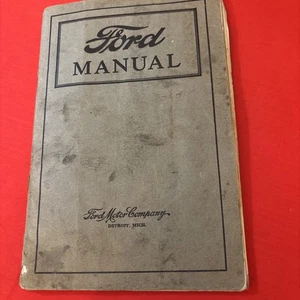 Ford
MANUAL
Ford Motor Company
DETROIT, MICH.